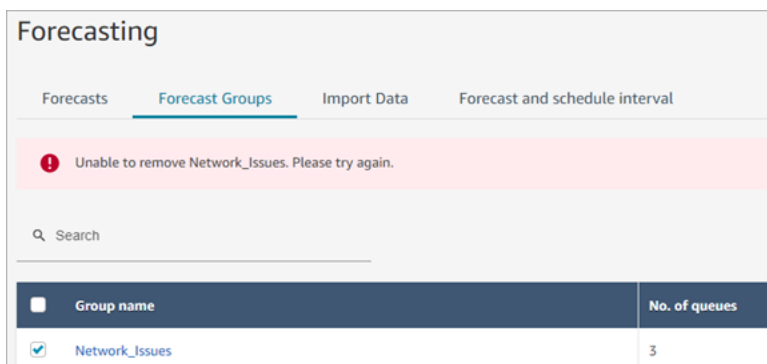 Forecasting
Forecasts Forecast Groups Import Data Forecast and schedule interval
Unable to remove Network_Issues. Please try again.
Search
Group name No. of queues
Network_Issues 3